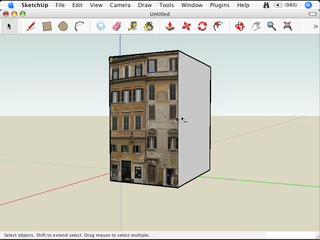 SketchUp File Edit View Camera Draw Tools Window Plugins Help (98%)
Untitled
Select objects. Shift to extend select. Drag mouse to select multiple.